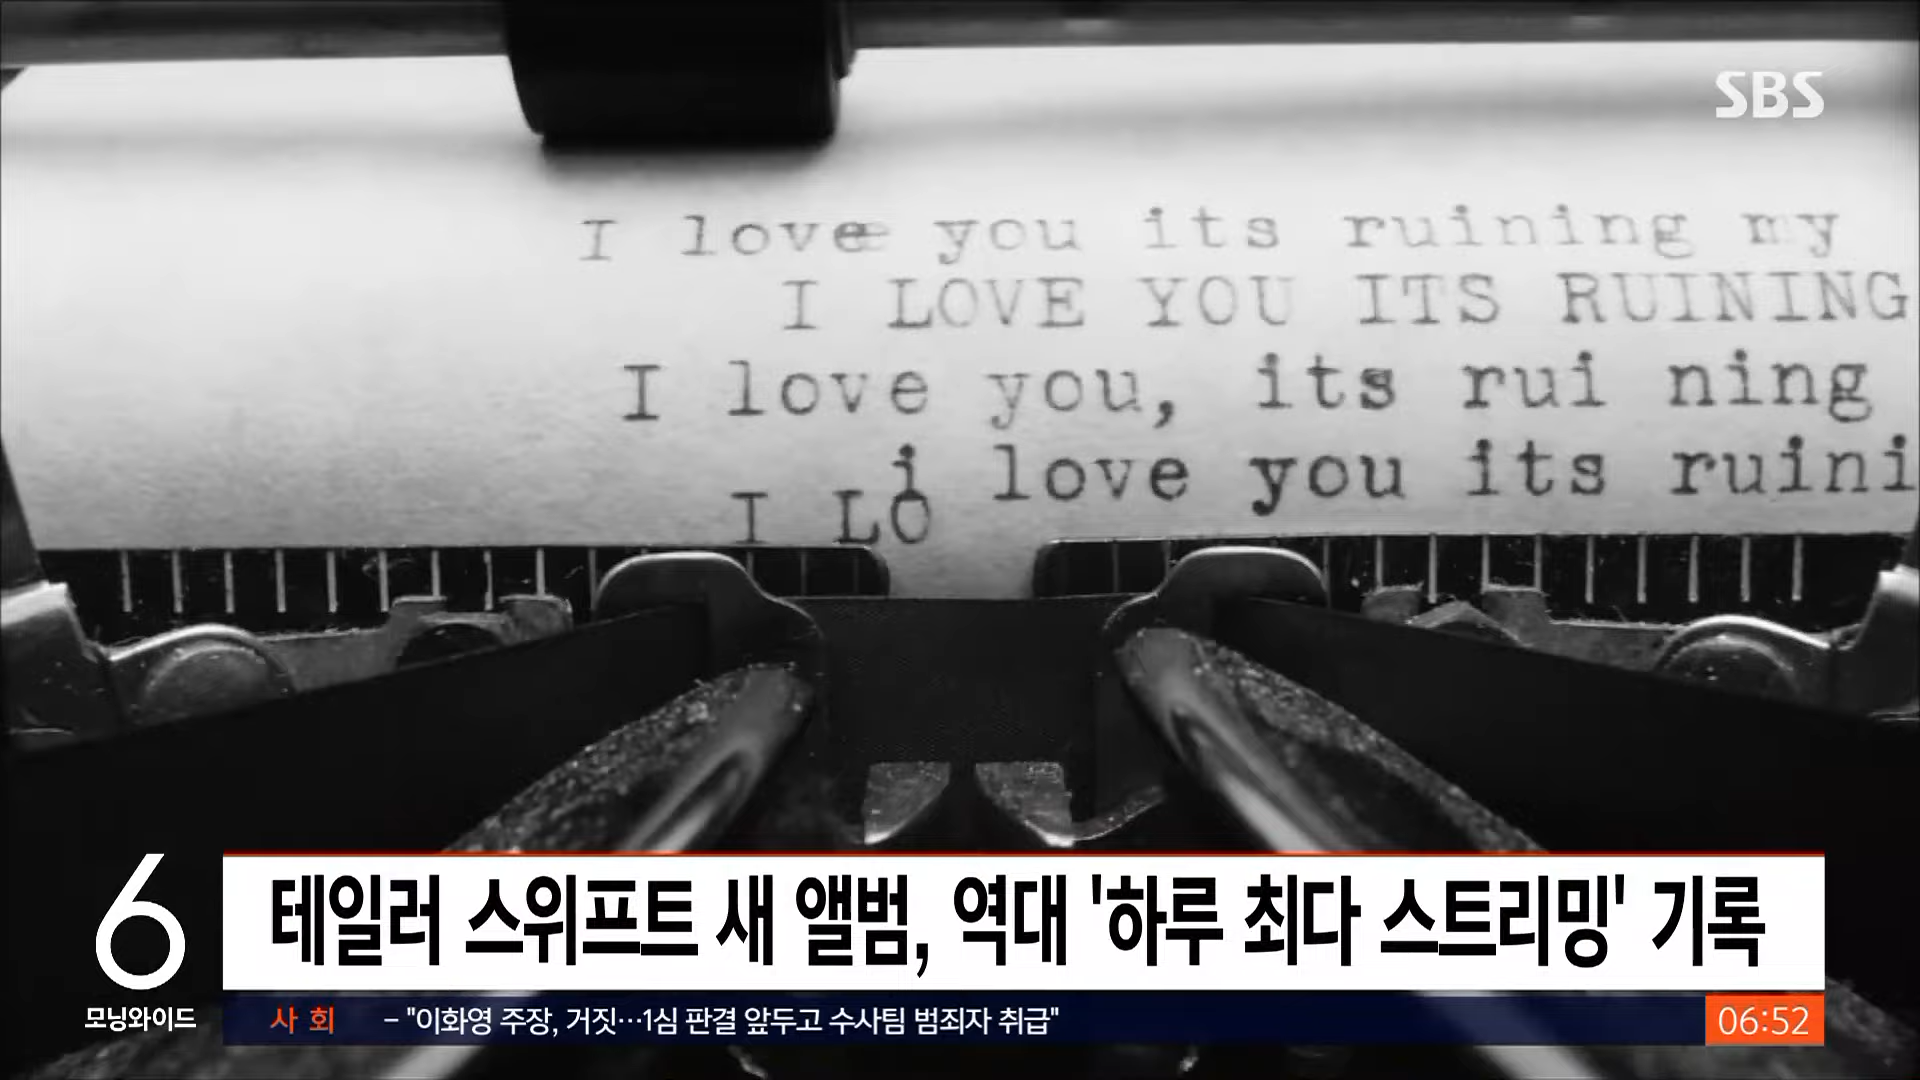 SBS
I lovee you its ruining my
I LOVE YOU ITS RUINING
I love you, its rui ning
i love you its ruini
I LO
6
모닝와이드
테일러 스위프트 새 앨범, 역대 '하루 최다 스트리밍' 기록
사회 - "이화영 주장, 거짓…1심 판결 앞두고 수사팀 범죄자 취급"
06:52